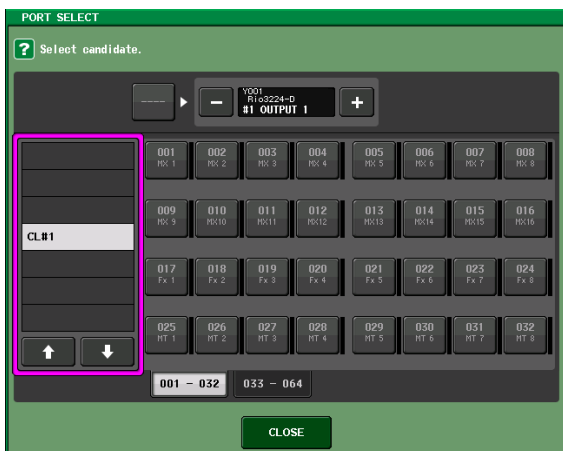 PORT SELECT
? Select candidate.
----
Y001
Rio3224-D
#1 OUTPUT 1
− +
001 002 003 004 005 006 007 008
MX 1 MX 2 MX 3 MX 4 MX 5 MX 6 MX 7 MX 8
009 010 011 012 013 014 015 016
MX 9 MX10 MX11 MX12 MX13 MX14 MX15 MX16
CL#1
017 018 019 020 021 022 023 024
Fx 1 Fx 2 Fx 3 Fx 4 Fx 5 Fx 6 Fx 7 Fx 8
025 026 027 028 029 030 031 032
MT 1 MT 2 MT 3 MT 4 MT 5 MT 6 MT 7 MT 8
001 - 032 033 - 064
CLOSE